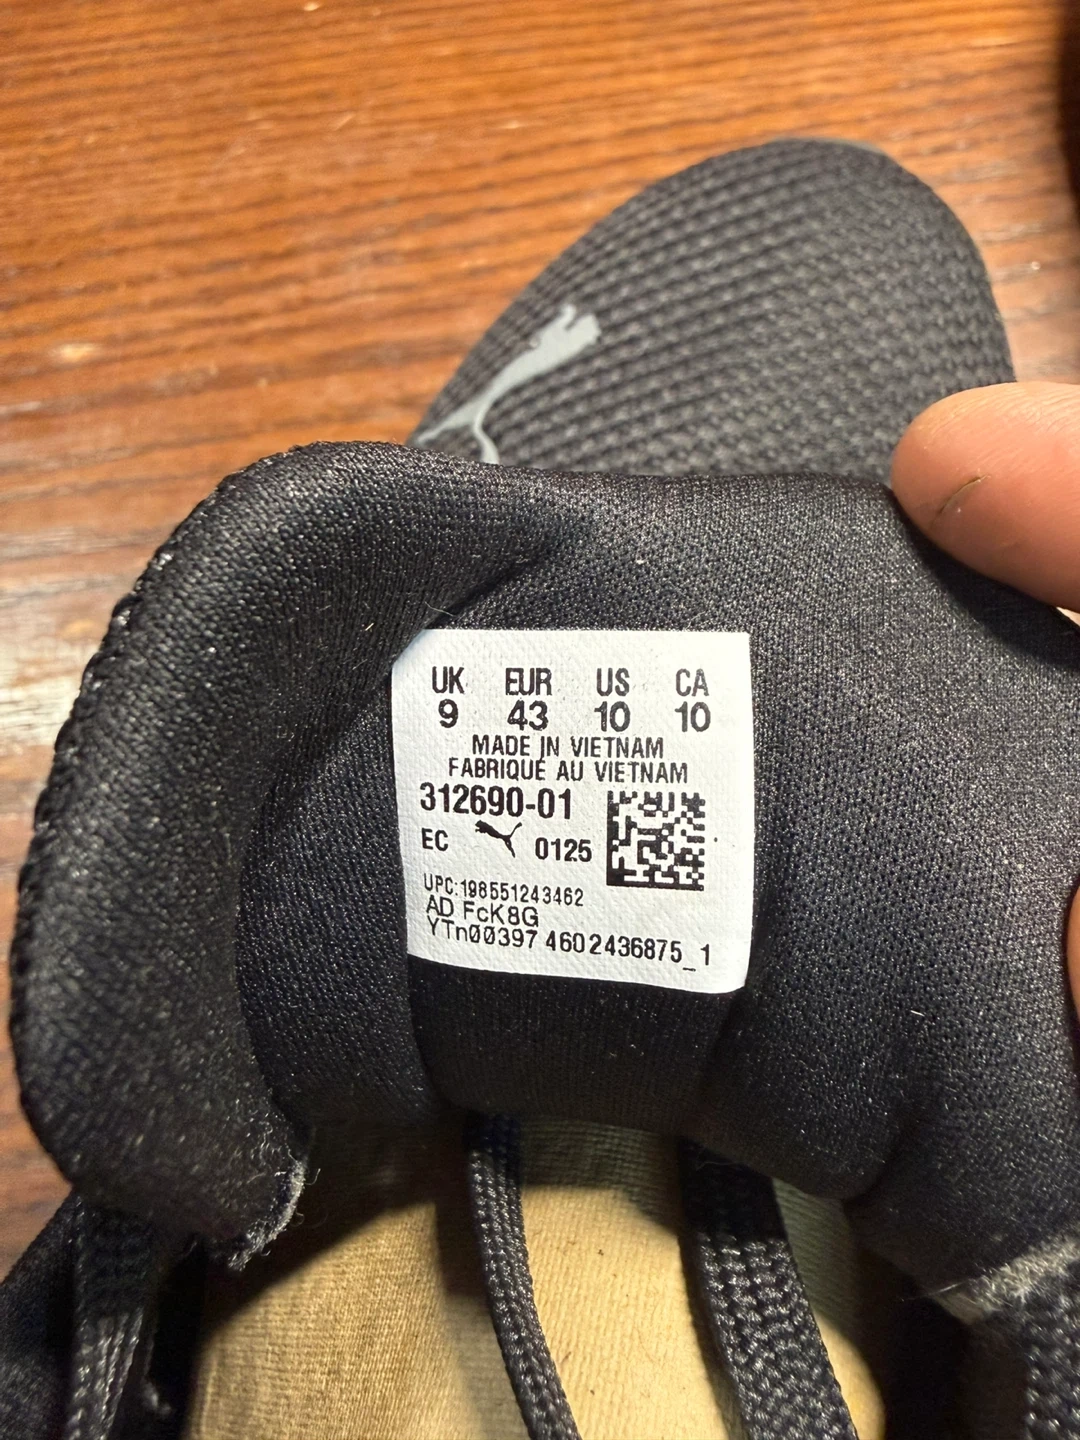 UK EUR US CA
9 43 10 10
MADE IN VIETNAM
FABRIQUE AU VIETNAM
312690-01
EC 0125
UPC:198551243462
AD FcK8G
YTn00397 4602436875_1